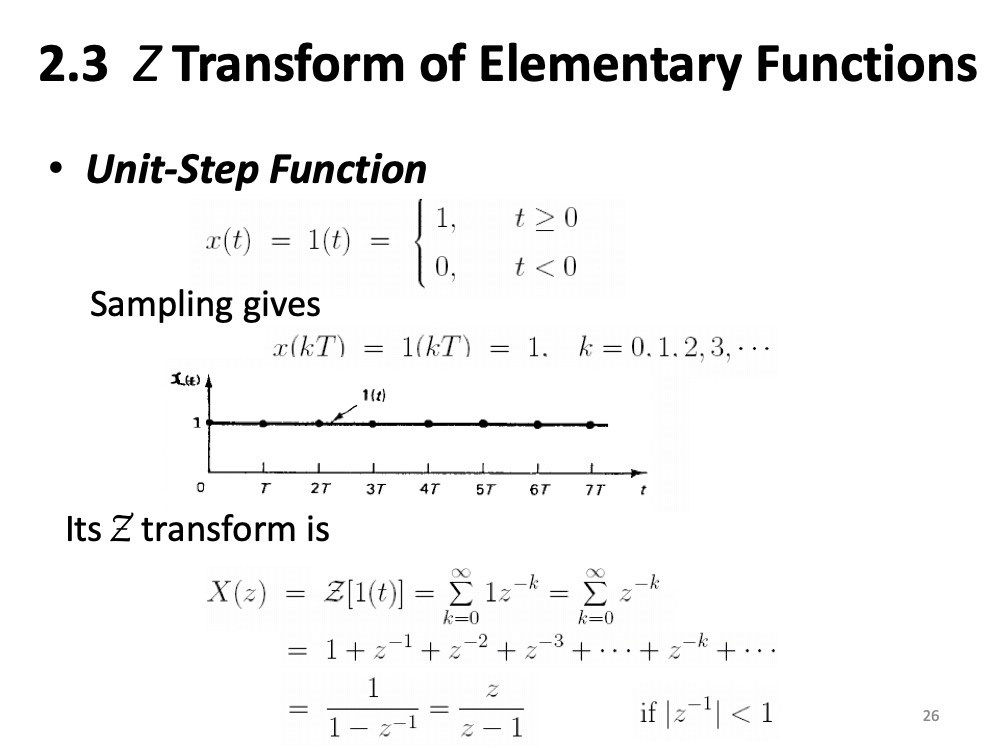 2.3 Z Transform of Elementary Functions
• Unit-Step Function
x(t) = 1(t) = { 1, t ≥ 0
0, t < 0
Sampling gives
x(kT) = 1(kT) = 1, k = 0, 1, 2, 3, ⋯
x(t)
1(t)
1
0 T 2T 3T 4T 5T 6T 7T t
Its Z transform is
X(z) = Z[1(t)] = ∑_{k=0}^{∞} 1z^{-k} = ∑_{k=0}^{∞} z^{-k}
= 1 + z^{-1} + z^{-2} + z^{-3} + ⋯ + z^{-k} + ⋯
= \frac{1}{1 - z^{-1}} = \frac{z}{z - 1} if |z^{-1}| < 1
26